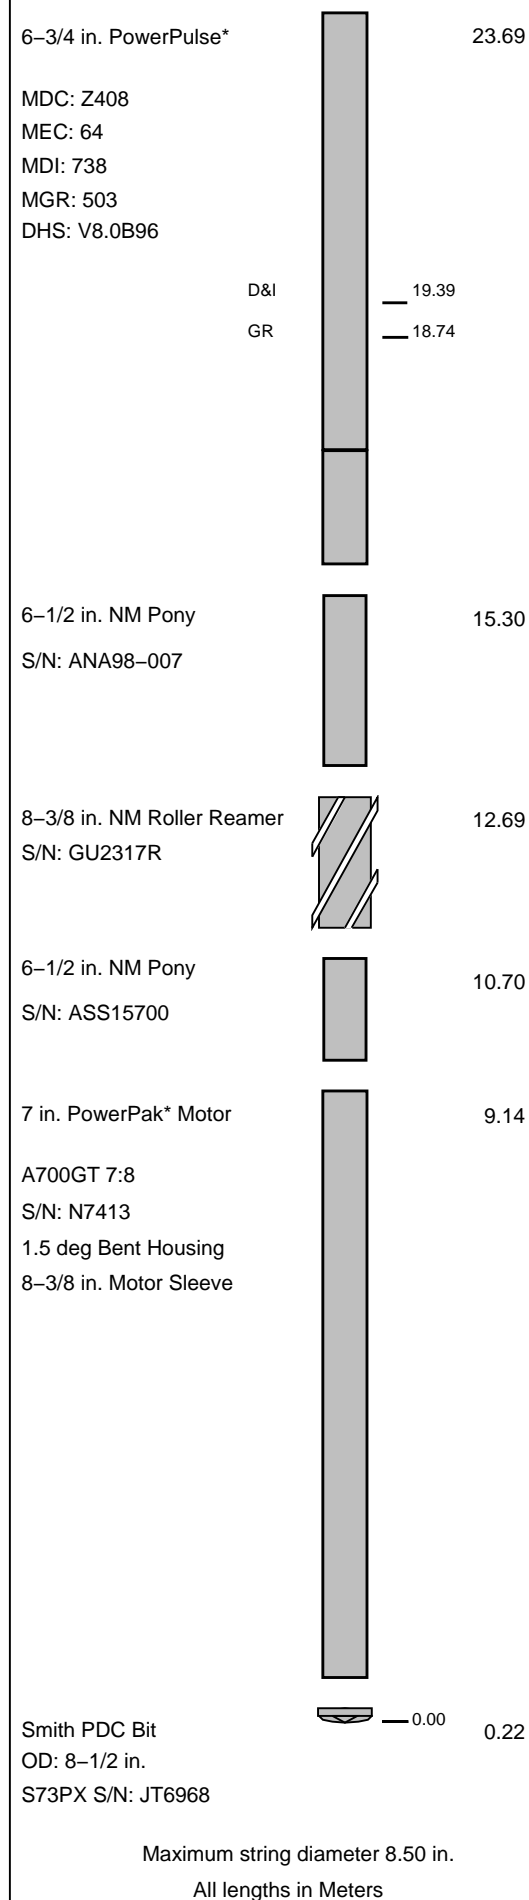 6–3/4 in. PowerPulse* 23.69
MDC: Z408
MEC: 64
MDI: 738
MGR: 503
DHS: V8.0B96
D&I 19.39
GR 18.74
6–1/2 in. NM Pony 15.30
S/N: ANA98–007
8–3/8 in. NM Roller Reamer 12.69
S/N: GU2317R
6–1/2 in. NM Pony 10.70
S/N: ASS15700
7 in. PowerPak* Motor 9.14
A700GT 7:8
S/N: N7413
1.5 deg Bent Housing
8–3/8 in. Motor Sleeve
0.00
Smith PDC Bit 0.22
OD: 8–1/2 in.
S73PX S/N: JT6968
Maximum string diameter 8.50 in.
All lengths in Meters